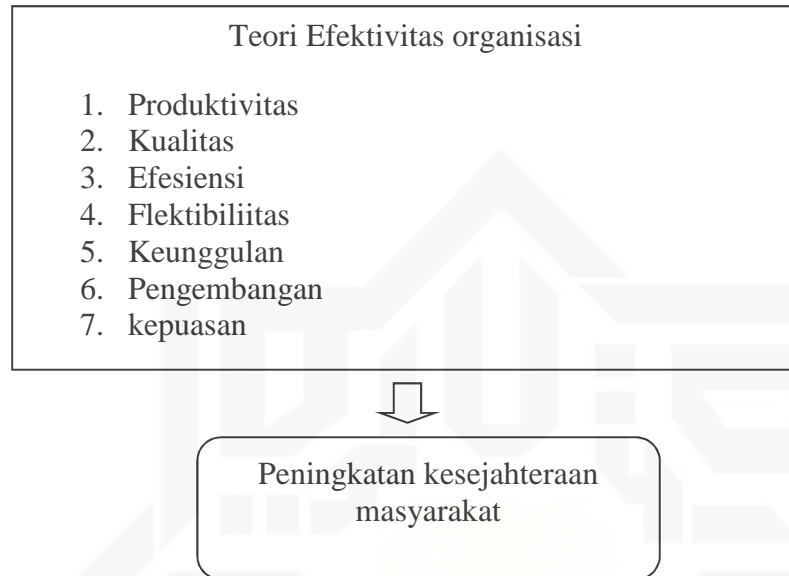 Teori Efektivitas organisasi
1. Produktivitas
2. Kualitas
3. Efesiensi
4. Flektibiliitas
5. Keunggulan
6. Pengembangan
7. kepuasan
Peningkatan kesejahteraan
masyarakat